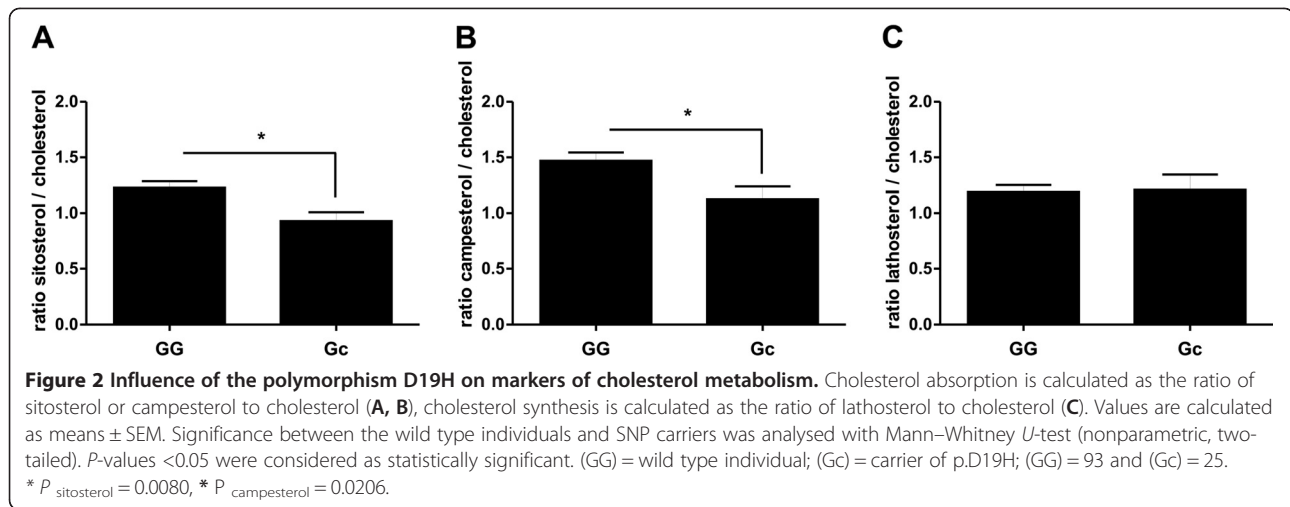 A
B
C
ratio sitosterol / cholesterol
2.0
1.5
1.0
0.5
0.0
*
GG
Gc
ratio campesterol / cholesterol
2.0
1.5
1.0
0.5
0.0
*
GG
Gc
ratio lathosterol / cholesterol
2.0
1.5
1.0
0.5
0.0
GG
Gc
Figure 2 Influence of the polymorphism D19H on markers of cholesterol metabolism. Cholesterol absorption is calculated as the ratio of
sitosterol or campesterol to cholesterol (A, B), cholesterol synthesis is calculated as the ratio of lathosterol to cholesterol (C). Values are calculated
as means ± SEM. Significance between the wild type individuals and SNP carriers was analysed with Mann–Whitney U-test (nonparametric, two-
tailed). P-values <0.05 were considered as statistically significant. (GG) = wild type individual; (Gc) = carrier of p.D19H; (GG) = 93 and (Gc) = 25.
* P sitosterol = 0.0080, * P campesterol = 0.0206.